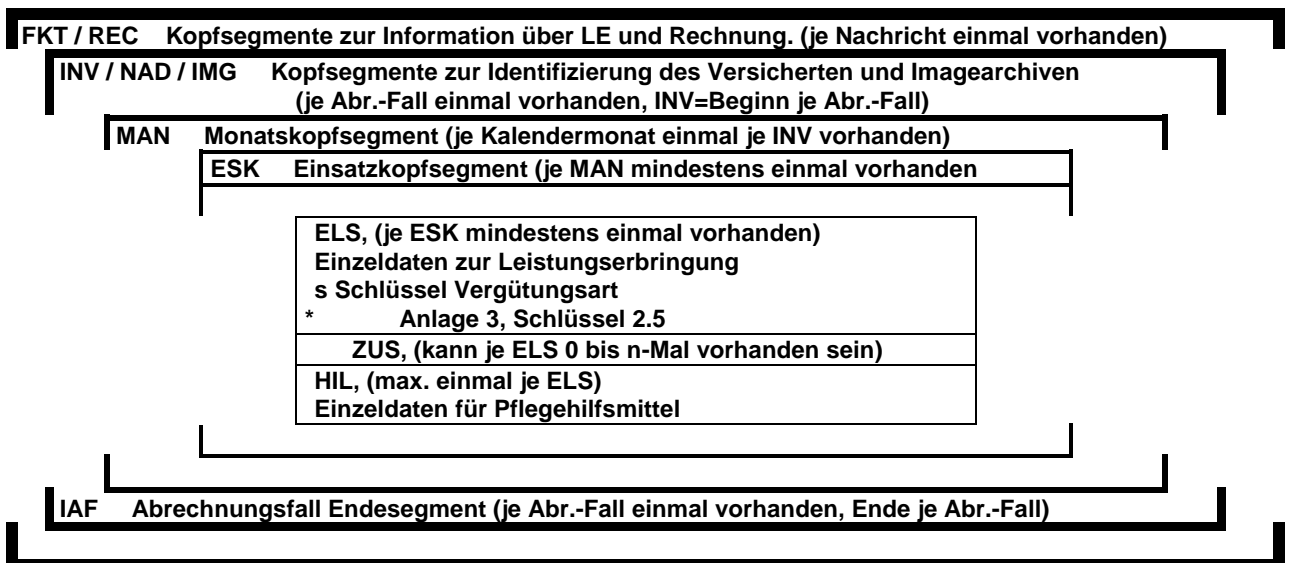 FKT / REC Kopfsegmente zur Information über LE und Rechnung. (je Nachricht einmal vorhanden)
INV / NAD / IMG Kopfsegmente zur Identifizierung des Versicherten und Imagearchiven
(je Abr.-Fall einmal vorhanden, INV=Beginn je Abr.-Fall)
MAN Monatskopfsegment (je Kalendermonat einmal je INV vorhanden)
ESK Einsatzkopfsegment (je MAN mindestens einmal vorhanden
ELS, (je ESK mindestens einmal vorhanden)
Einzeldaten zur Leistungserbringung
s Schlüssel Vergütungsart
* Anlage 3, Schlüssel 2.5
ZUS, (kann je ELS 0 bis n-Mal vorhanden sein)
HIL, (max. einmal je ELS)
Einzeldaten für Pflegehilfsmittel
IAF Abrechnungsfall Endesegment (je Abr.-Fall einmal vorhanden, Ende je Abr.-Fall)